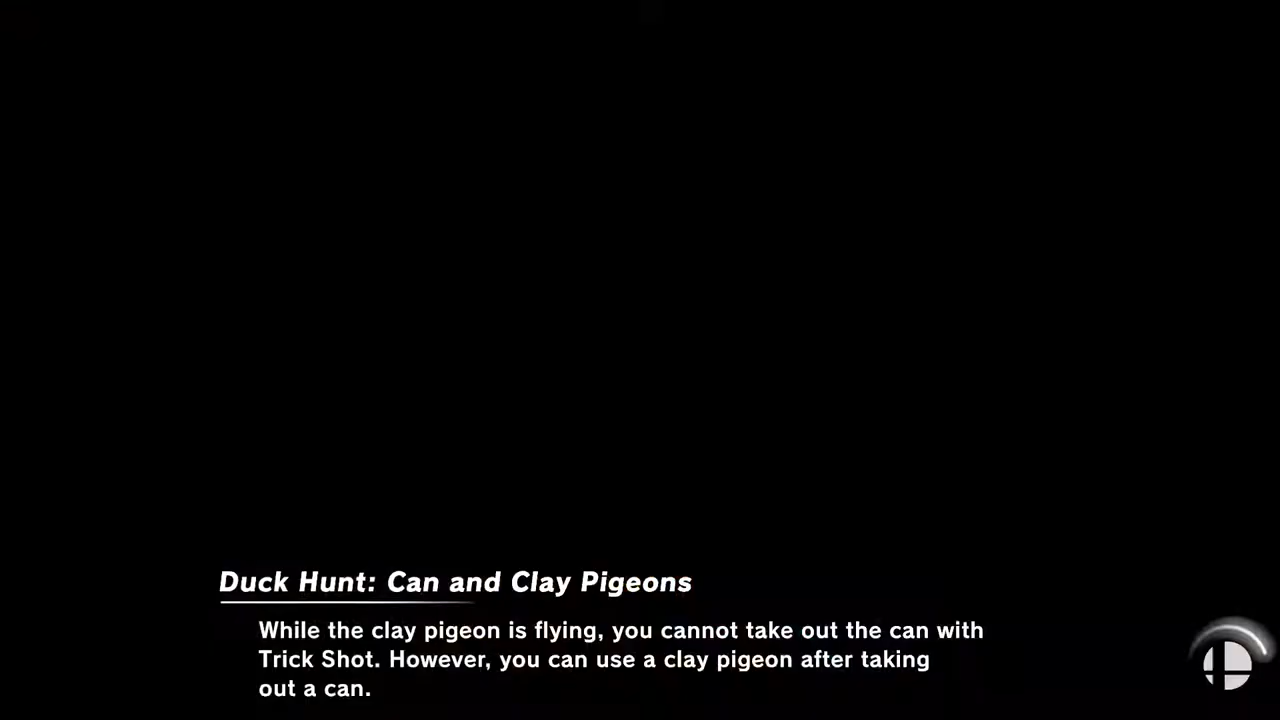 Duck Hunt: Can and Clay Pigeons
While the clay pigeon is flying, you cannot take out the can with
Trick Shot. However, you can use a clay pigeon after taking
out a can.